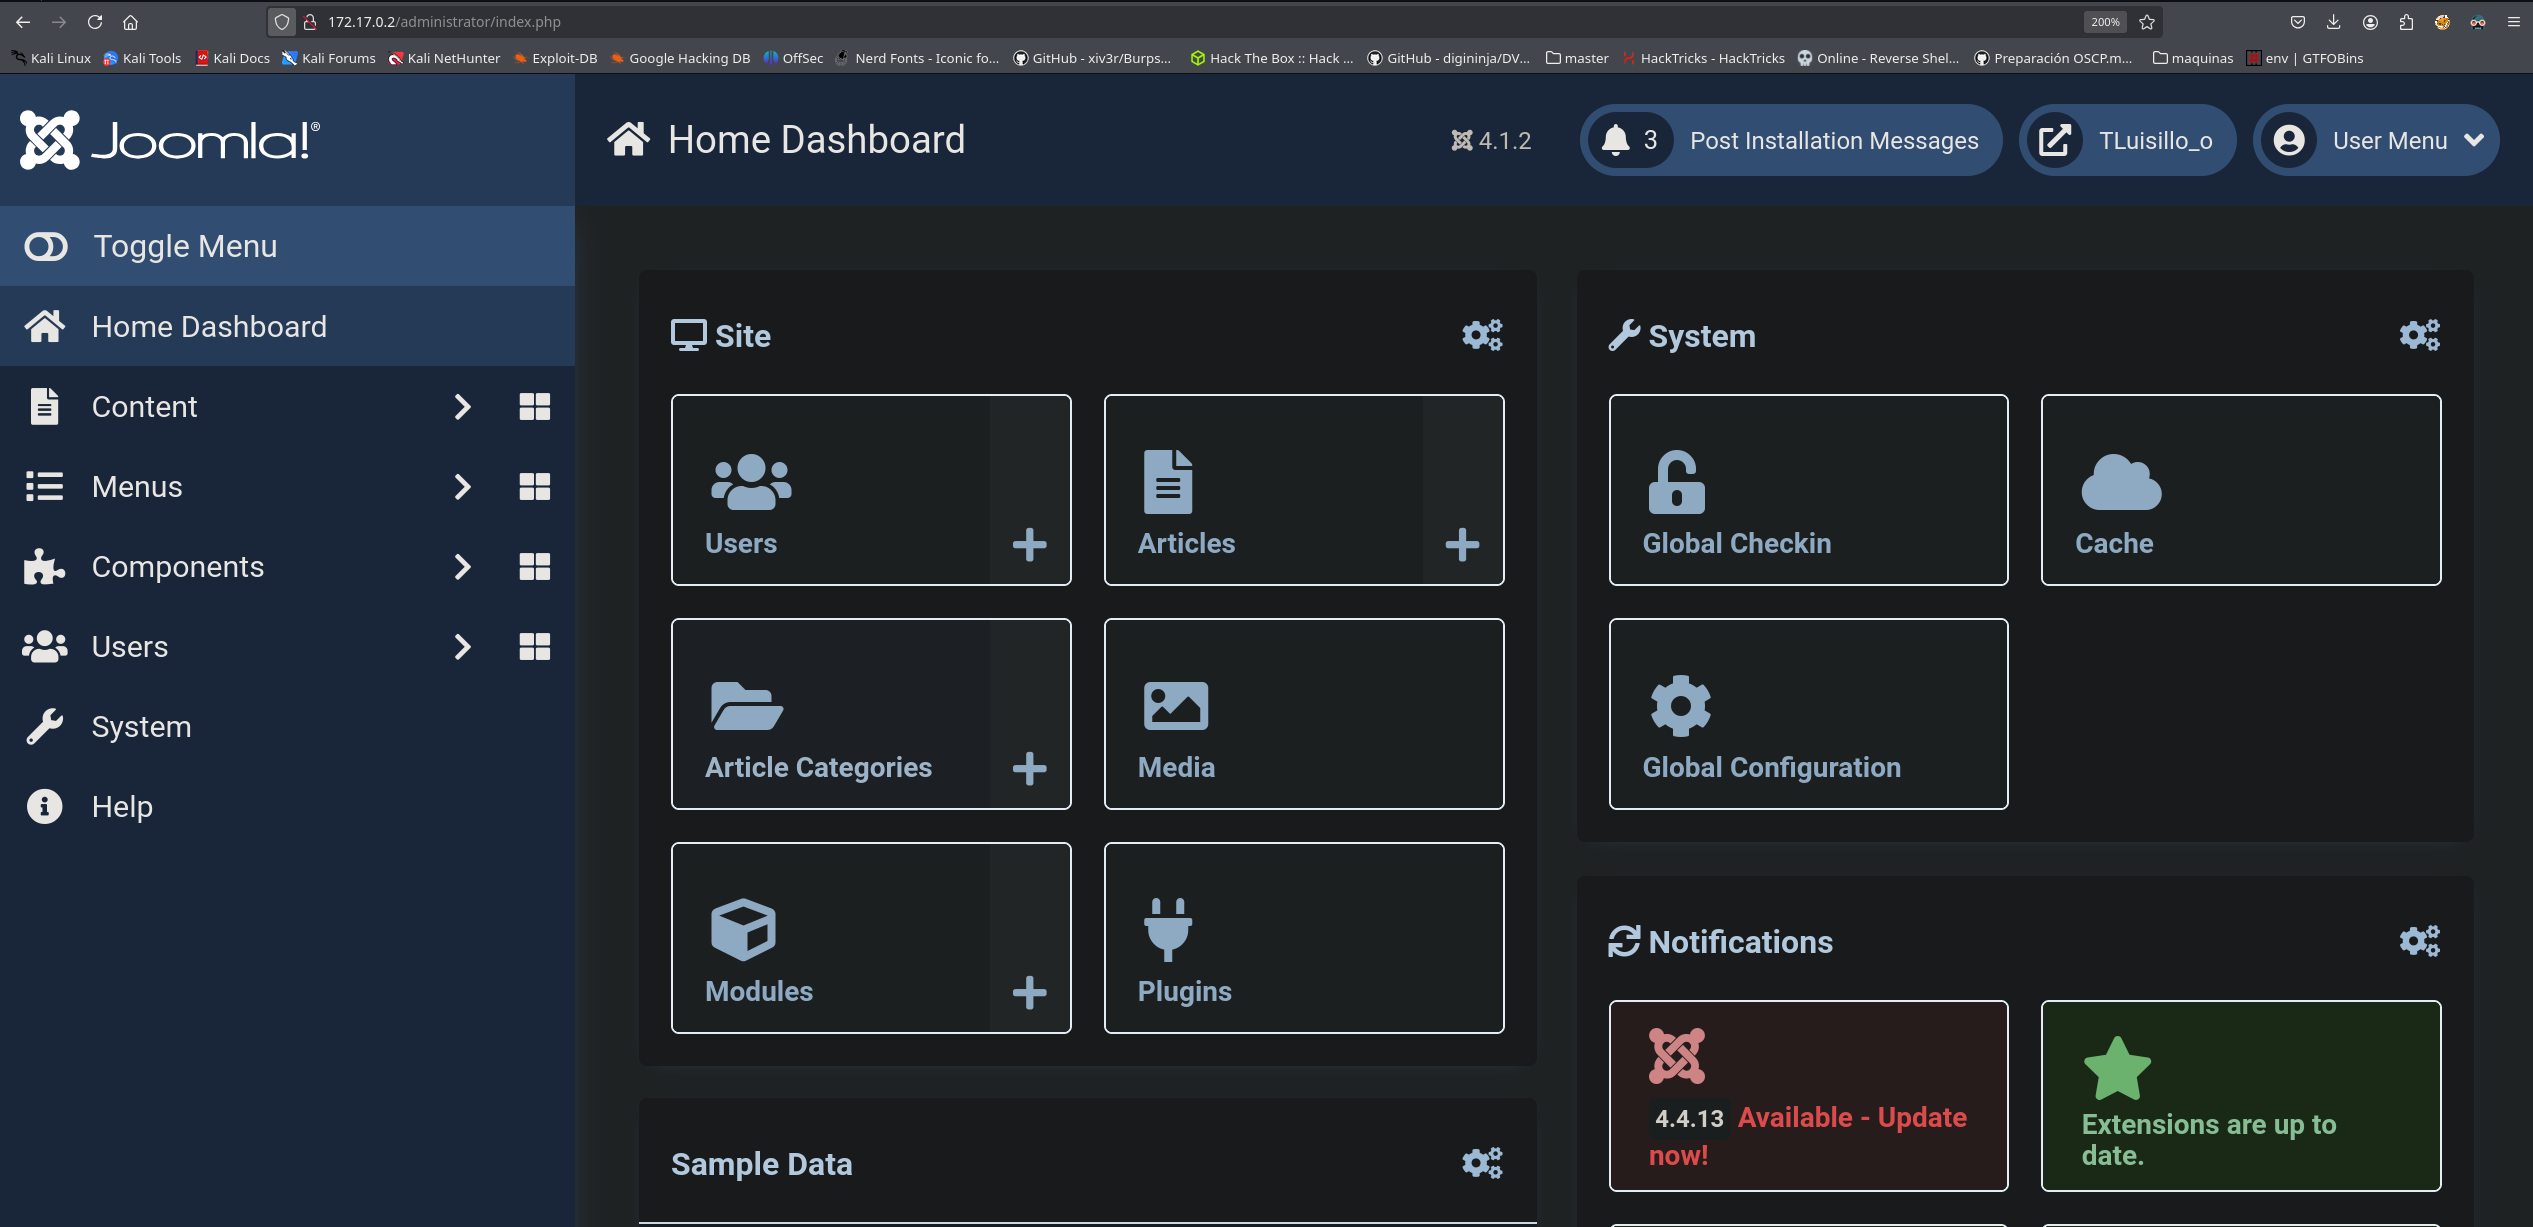 172.17.0.2/administrator/index.php
200%
Kali Linux
Kali Tools
Kali Docs
Kali Forums
Kali NetHunter
Exploit-DB
Google Hacking DB
OffSec
Nerd Fonts - Iconic fo...
GitHub - xiv3r/Burps...
Hack The Box :: Hack ...
GitHub - digininja/DV...
master
HackTricks - HackTricks
Online - Reverse Shel...
Preparación OSCP.m...
maquinas
env | GTFOBins
Joomla!®
Home Dashboard
4.1.2
3
Post Installation Messages
TLuisillo_o
User Menu
Toggle Menu
Home Dashboard
Content
Menus
Components
Users
System
Help
Site
Users
Articles
Article Categories
Media
Modules
Plugins
Sample Data
System
Global Checkin
Cache
Global Configuration
Notifications
4.4.13 Available - Update
now!
Extensions are up to
date.